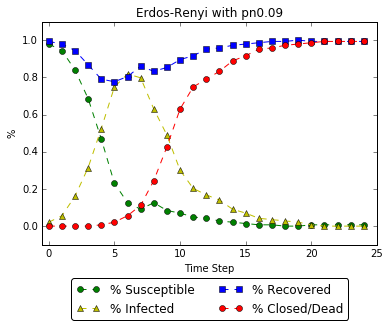 Erdos-Renyi with pn0.09
1.0
0.8
0.6
0.4
0.2
0.0
%
0 5 10 15 20 25
Time Step
% Susceptible % Recovered
% Infected % Closed/Dead